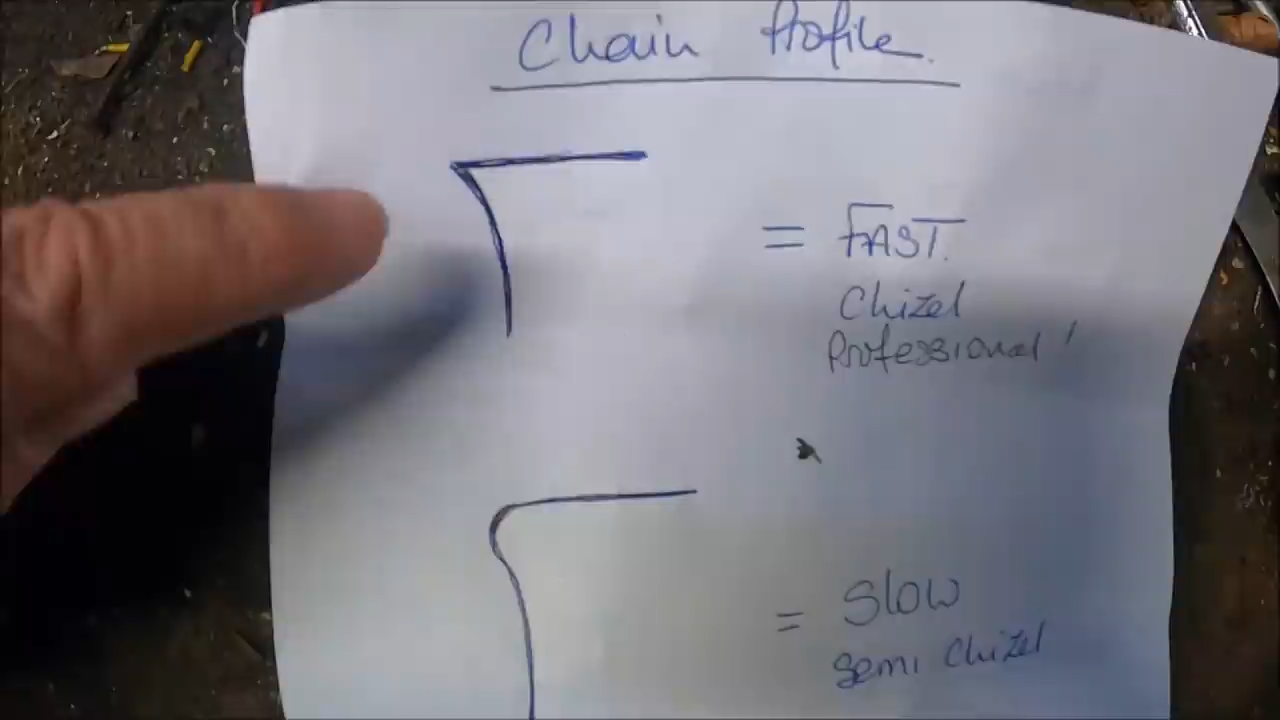 Chain Profile.
= FAST.
Chizel
Professional'
= Slow
Semi Chizel